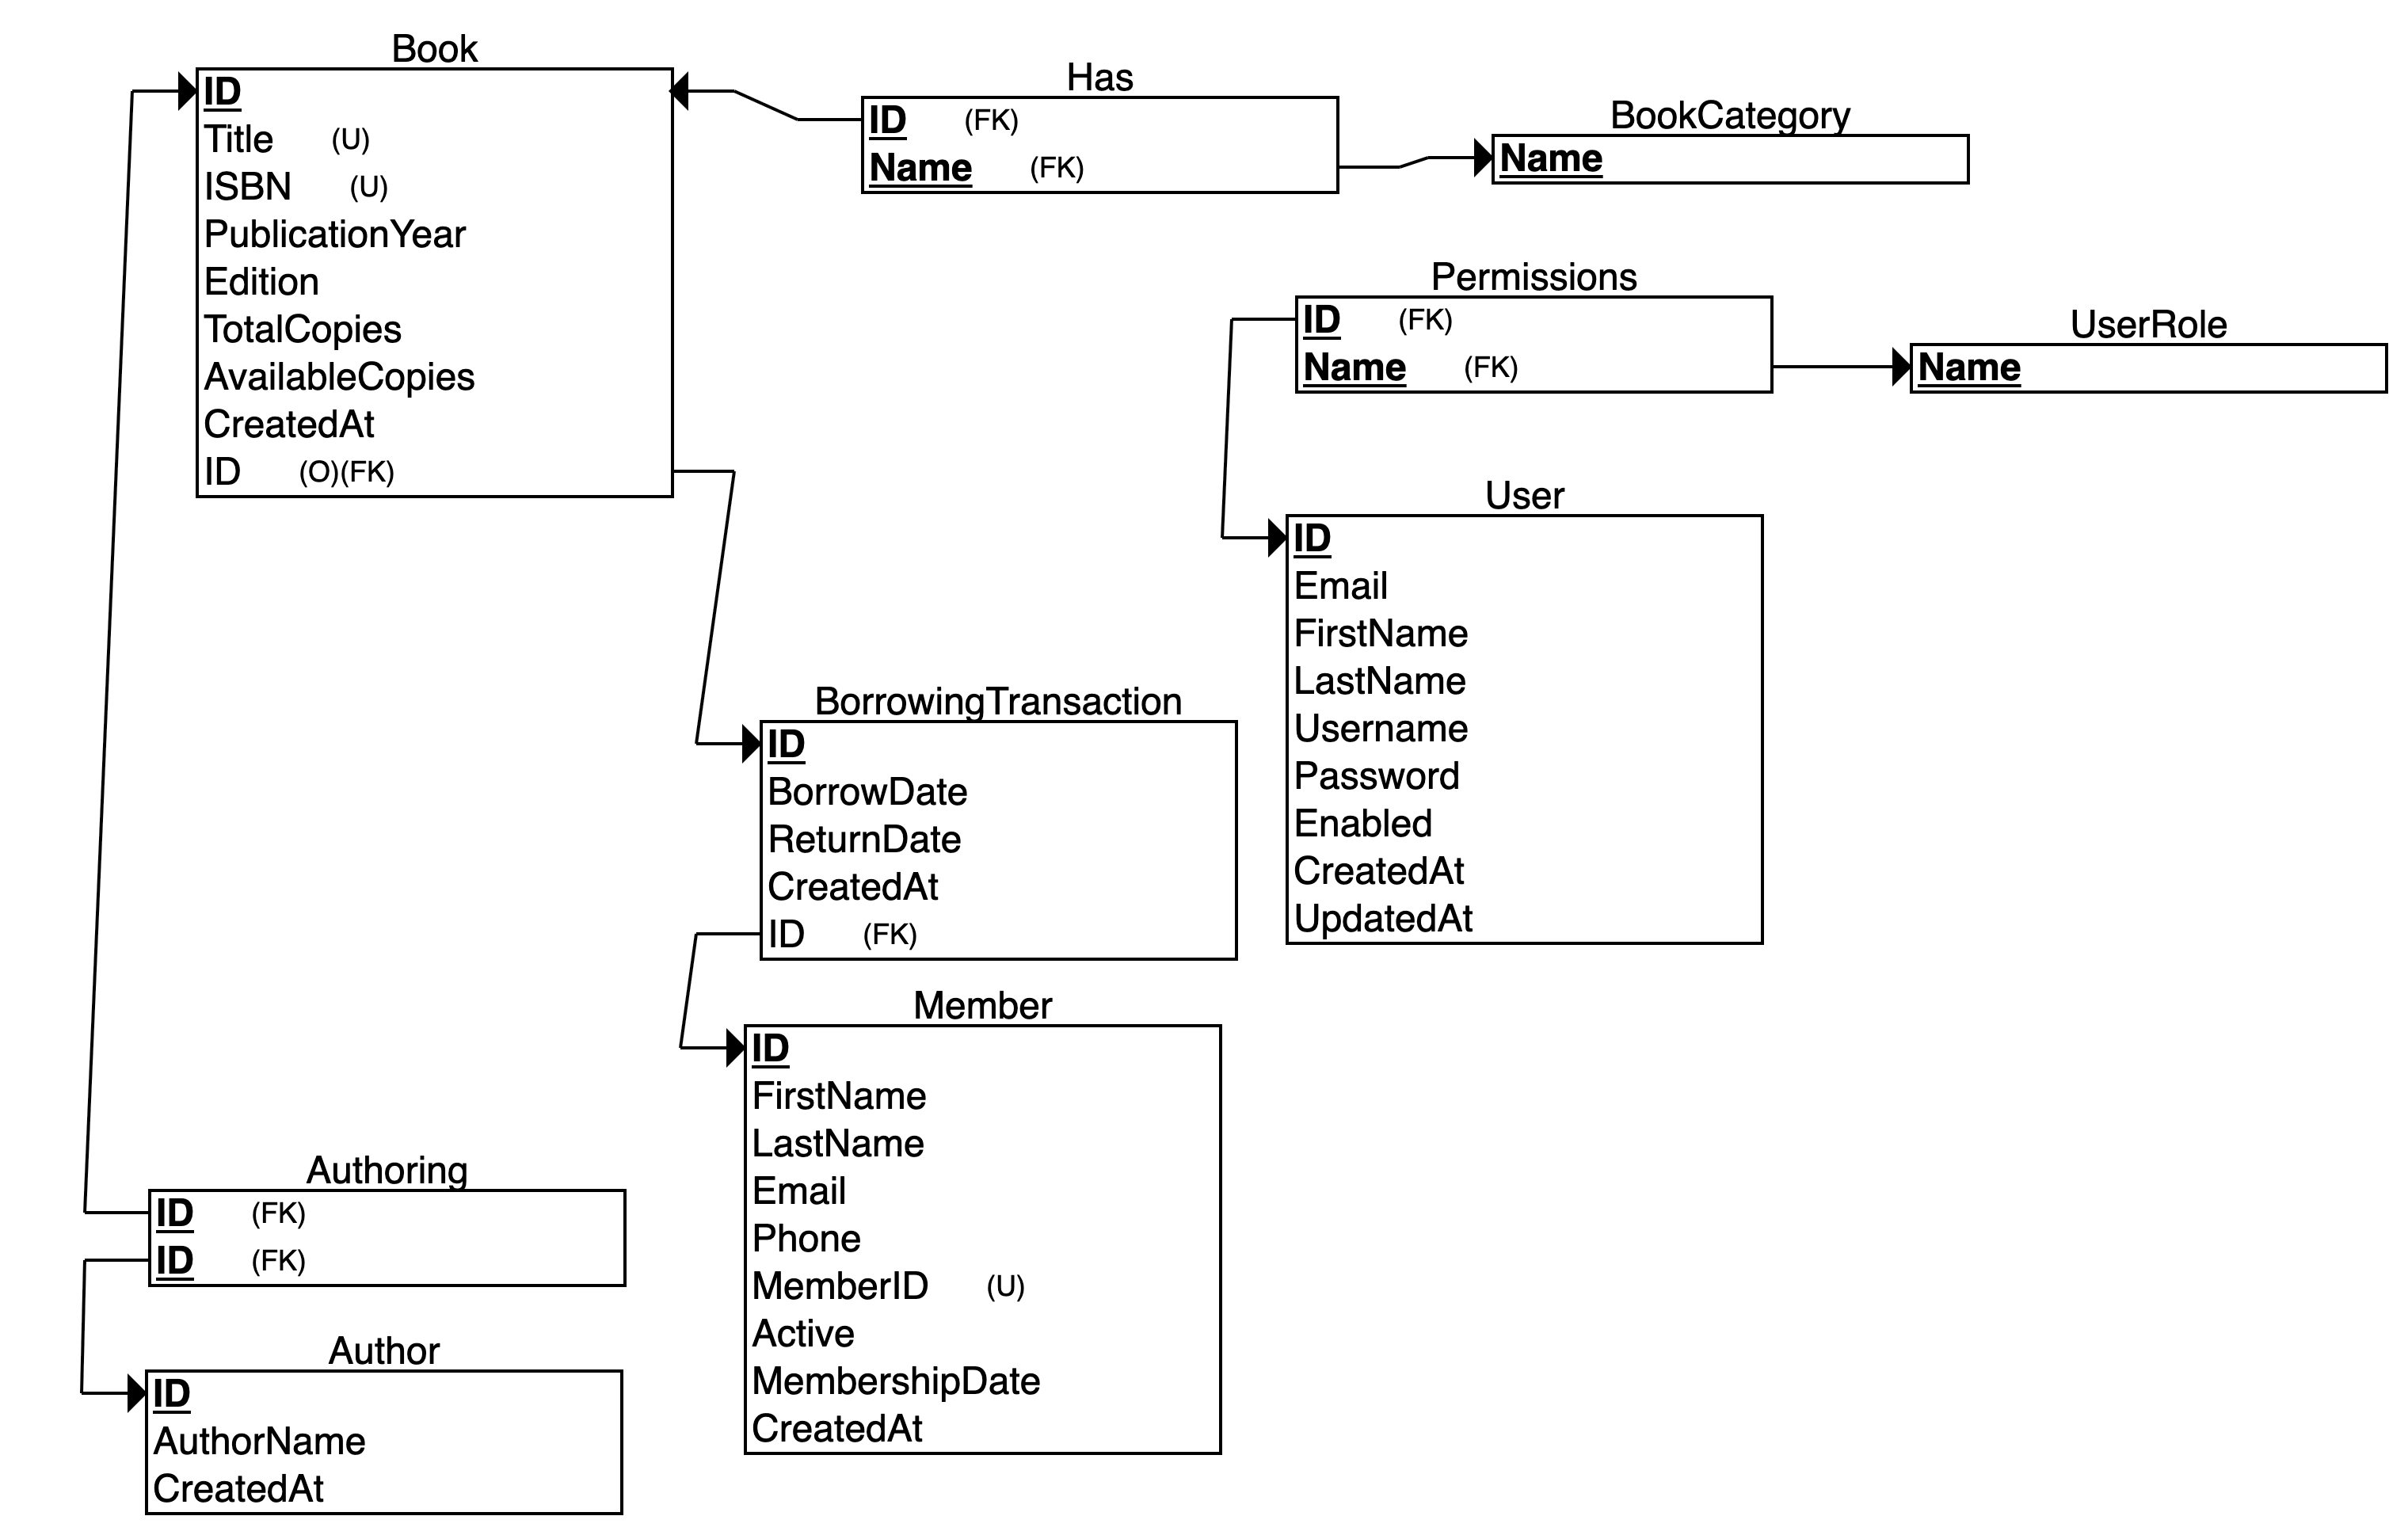 Book
ID
Title (U)
ISBN (U)
PublicationYear
Edition
TotalCopies
AvailableCopies
CreatedAt
ID (O)(FK)
Has
ID (FK)
Name (FK)
BookCategory
Name
Permissions
ID (FK)
Name (FK)
UserRole
Name
User
ID
Email
FirstName
LastName
Username
Password
Enabled
CreatedAt
UpdatedAt
BorrowingTransaction
ID
BorrowDate
ReturnDate
CreatedAt
ID (FK)
Member
ID
FirstName
LastName
Email
Phone
MemberID (U)
Active
MembershipDate
CreatedAt
Authoring
ID (FK)
ID (FK)
Author
ID
AuthorName
CreatedAt